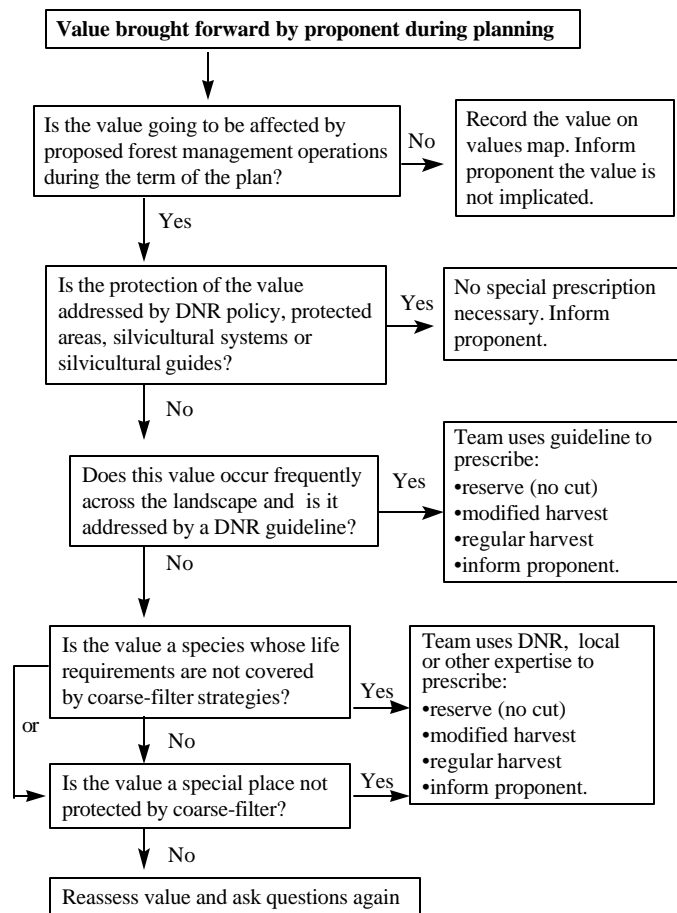 Value brought forward by proponent during planning
Is the value going to be affected by
proposed forest management operations
during the term of the plan?
No
Record the value on
values map. Inform
proponent the value is
not implicated.
Yes
Is the protection of the value
addressed by DNR policy, protected
areas, silvicultural systems or
silvicultural guides?
Yes
No special prescription
necessary. Inform
proponent.
No
Does this value occur frequently
across the landscape and is it
addressed by a DNR guideline?
Yes
Team uses guideline to
prescribe:
•reserve (no cut)
•modified harvest
•regular harvest
•inform proponent.
No
Is the value a species whose life
requirements are not covered
by coarse-filter strategies?
Yes
Team uses DNR, local
or other expertise to
prescribe:
•reserve (no cut)
•modified harvest
•regular harvest
•inform proponent.
or
No
Is the value a special place not
protected by coarse-filter?
Yes
No
Reassess value and ask questions again